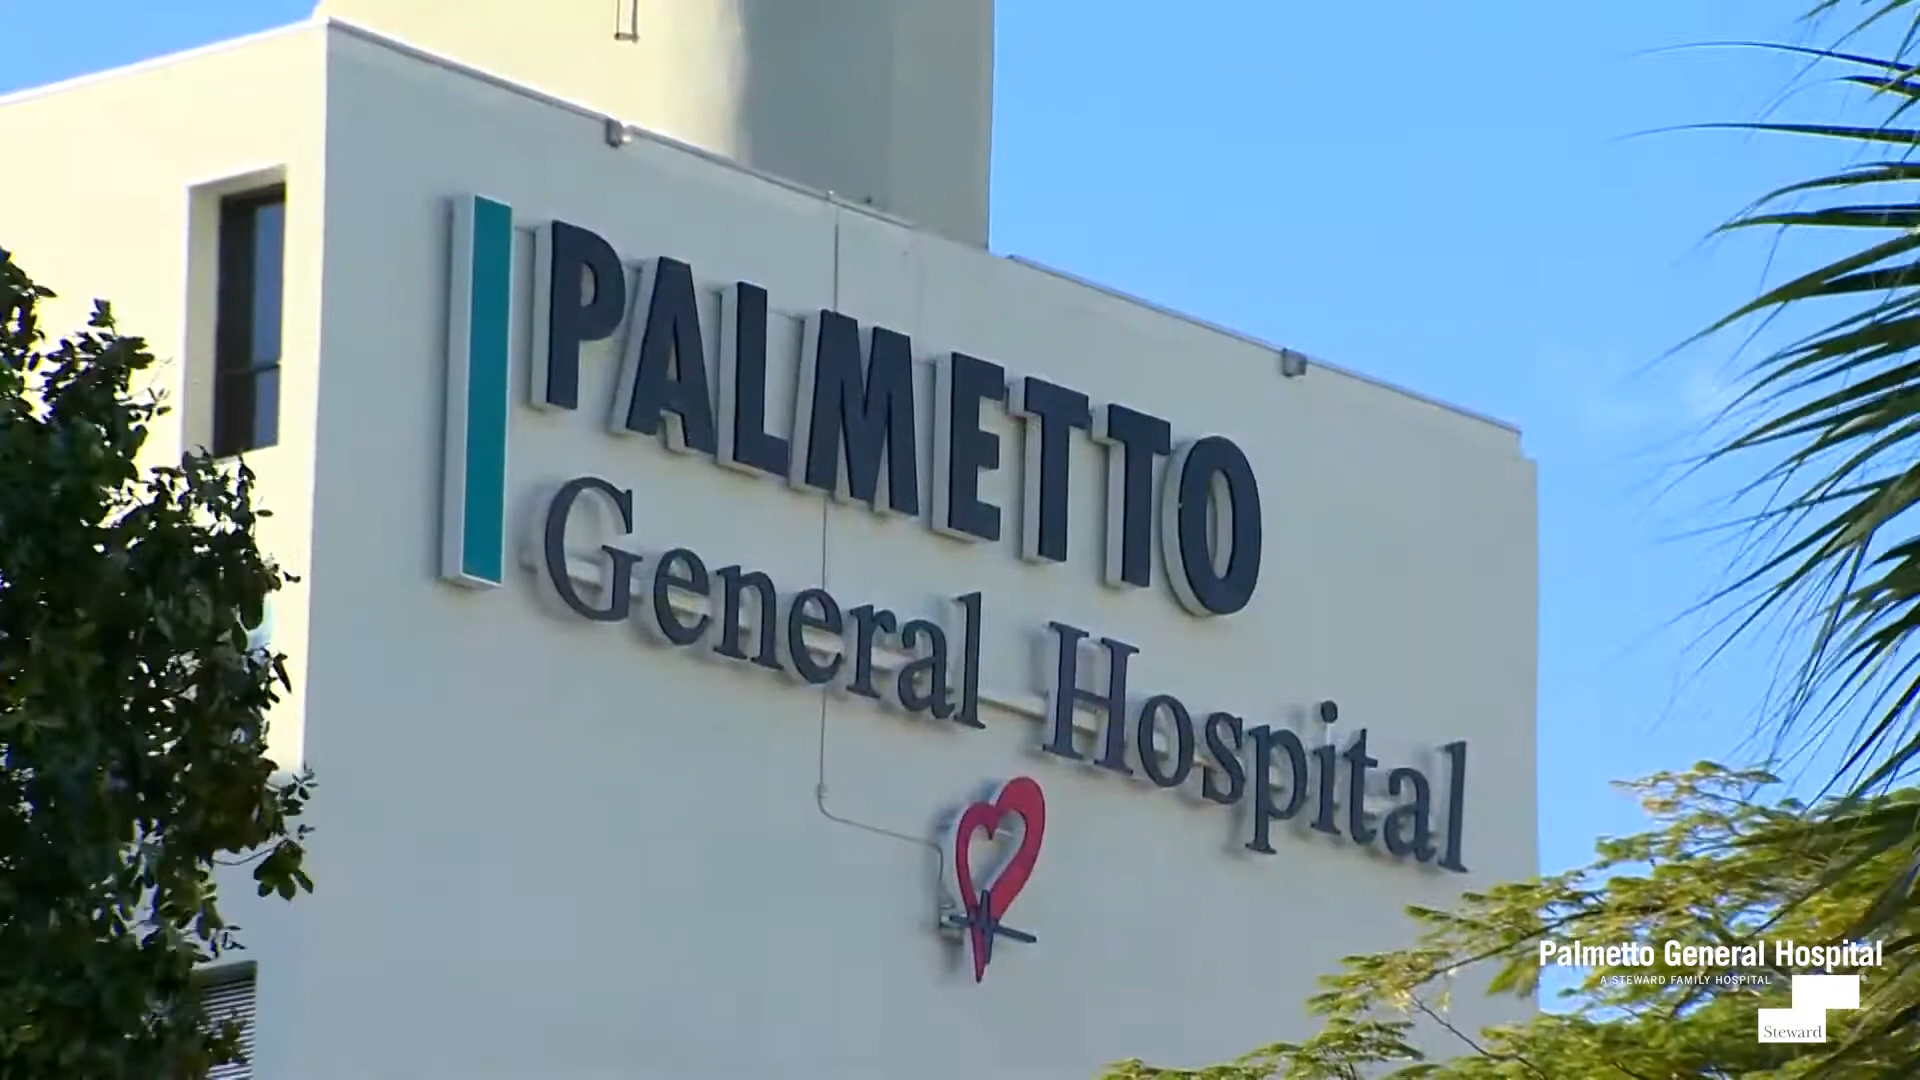 PALMETTO
General Hospital
Palmetto General Hospital
A STEWARD FAMILY HOSPITAL
®
Steward